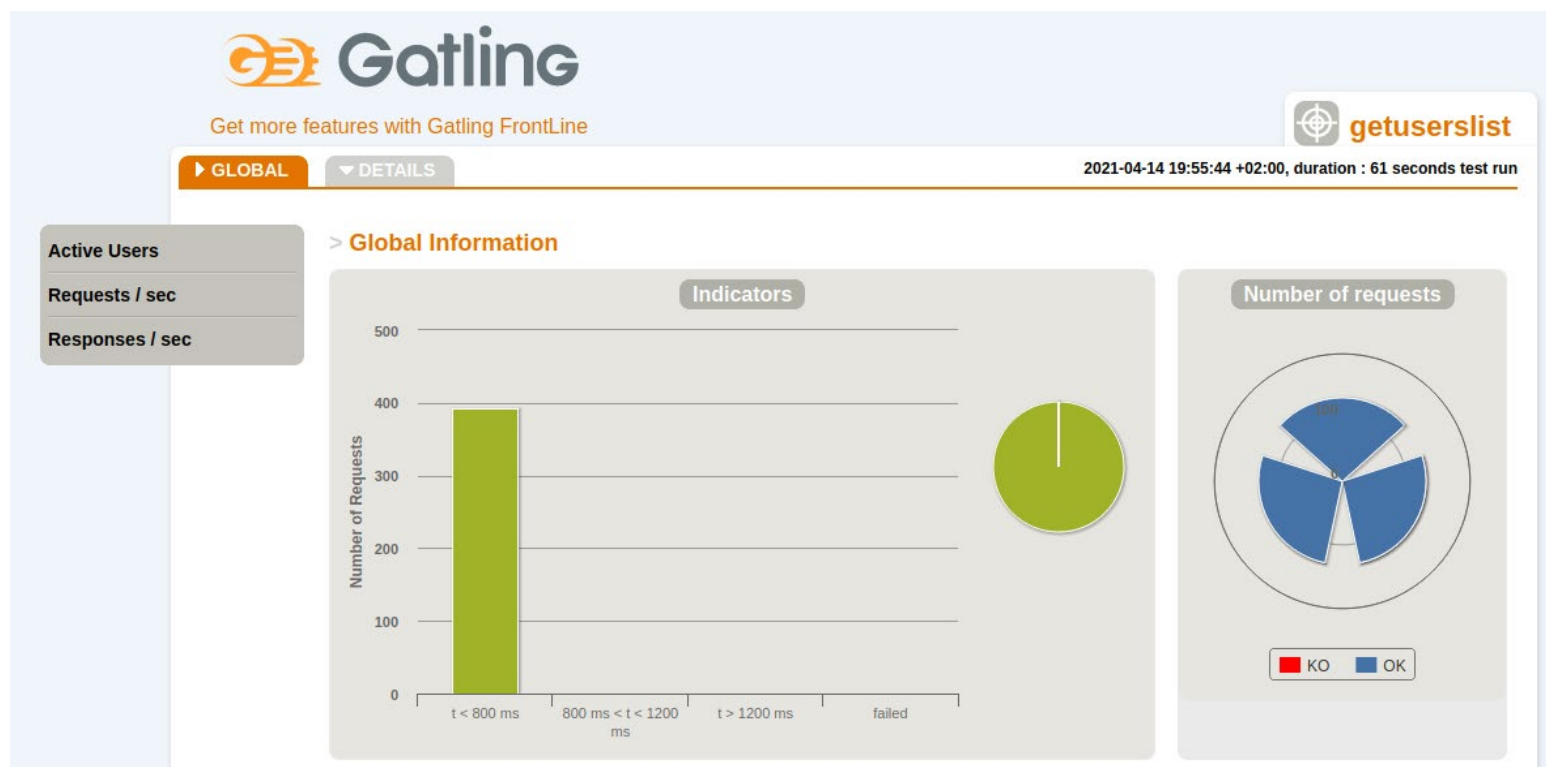 Gatling
Get more features with Gatling FrontLine
getuserslist
GLOBAL
DETAILS
2021-04-14 19:55:44 +02:00, duration : 61 seconds test run
Active Users
Requests / sec
Responses / sec
> Global Information
Indicators
Number of Requests
500
400
300
200
100
0
t < 800 ms
800 ms < t < 1200
ms
t > 1200 ms
failed
Number of requests
100
0
KO
OK